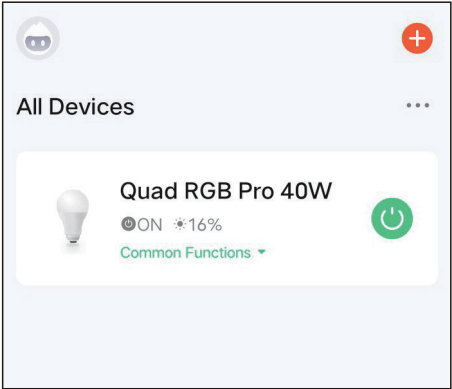 All Devices
Quad RGB Pro 40W
ON 16%
Common Functions